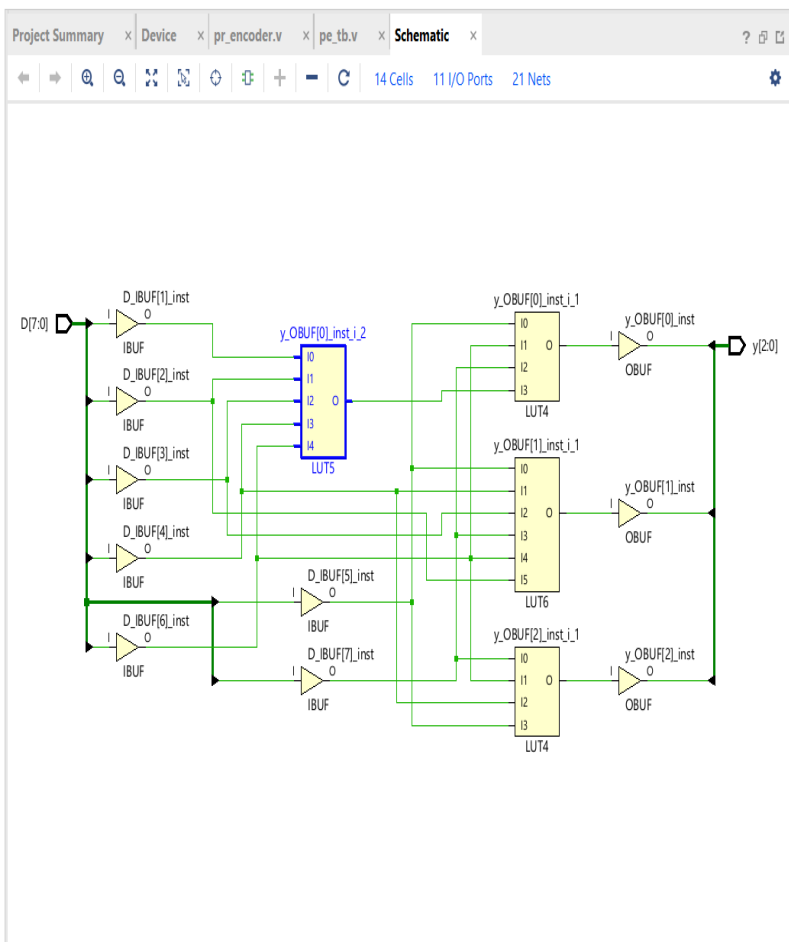 Project Summary × Device × pr_encoder.v × pe_tb.v × Schematic × ?
14 Cells 11 I/O Ports 21 Nets
D[7:0]
D_IBUF[1]_inst
I O
IBUF
D_IBUF[2]_inst
I O
IBUF
D_IBUF[3]_inst
I O
IBUF
D_IBUF[4]_inst
I O
IBUF
D_IBUF[6]_inst
I O
IBUF
y_OBUF[0]_inst_i_2
I0
I1
I2 O
I3
I4
LUT5
D_IBUF[5]_inst
I O
IBUF
D_IBUF[7]_inst
I O
IBUF
y_OBUF[0]_inst_i_1
I0
I1 O
I2
I3
LUT4
y_OBUF[1]_inst_i_1
I0
I1
I2 O
I3
I4
I5
LUT6
y_OBUF[2]_inst_i_1
I0
I1 O
I2
I3
LUT4
y_OBUF[0]_inst
I O
OBUF
y_OBUF[1]_inst
I O
OBUF
y_OBUF[2]_inst
I O
OBUF
y[2:0]